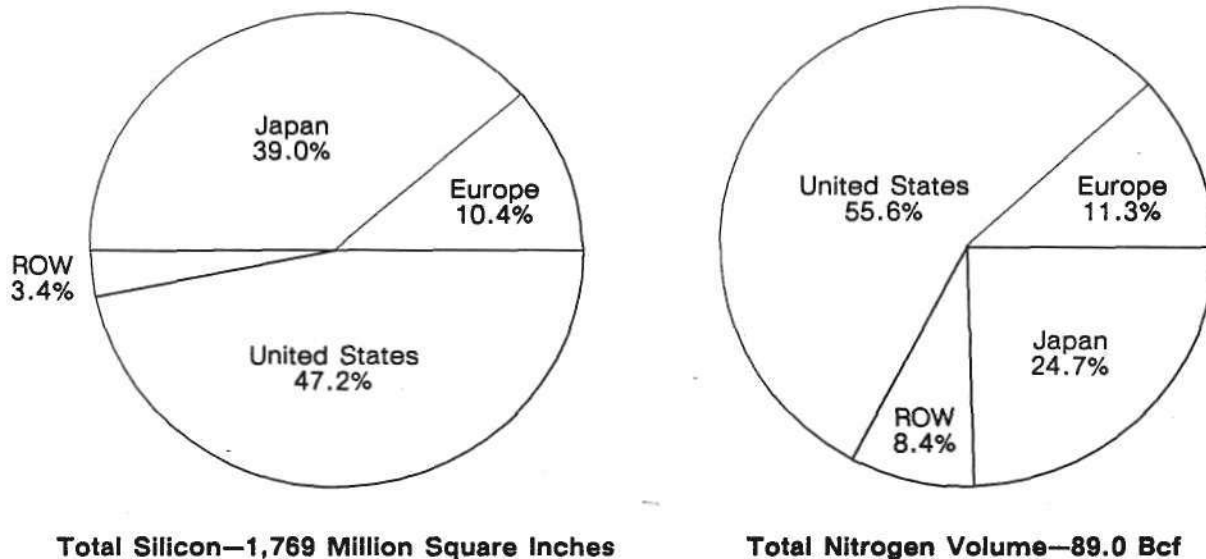 Japan
39.0%
Europe
10.4%
ROW
3.4%
United States
47.2%
Total Silicon—1,769 Million Square Inches
United States
55.6%
Europe
11.3%
Japan
24.7%
ROW
8.4%
Total Nitrogen Volume—89.0 Bcf